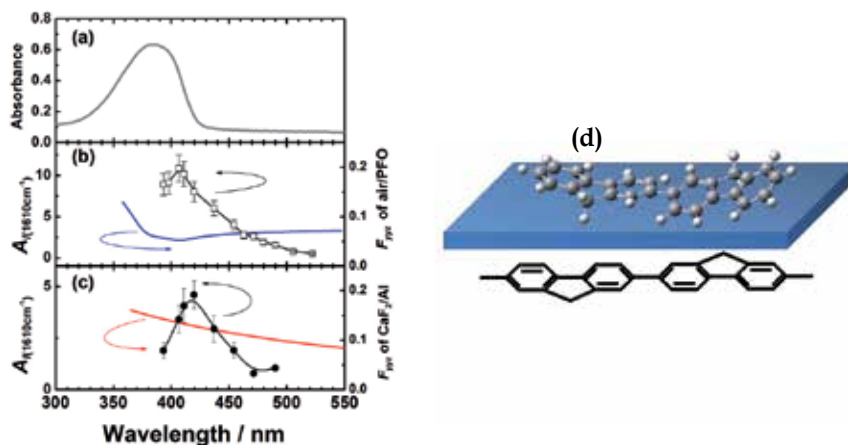 (a)
Absorbance
0.8
0.6
0.4
0.2
0.0
(b)
A_f(1610cm⁻¹)
10
5
0
0.2
0.1
0.0
F_yyz of air/PFO
(c)
A_f(1610cm⁻¹)
5
0
0.2
0.1
0.0
F_yyz of CaF₂/Al
300 350 400 450 500 550
Wavelength / nm
(d)